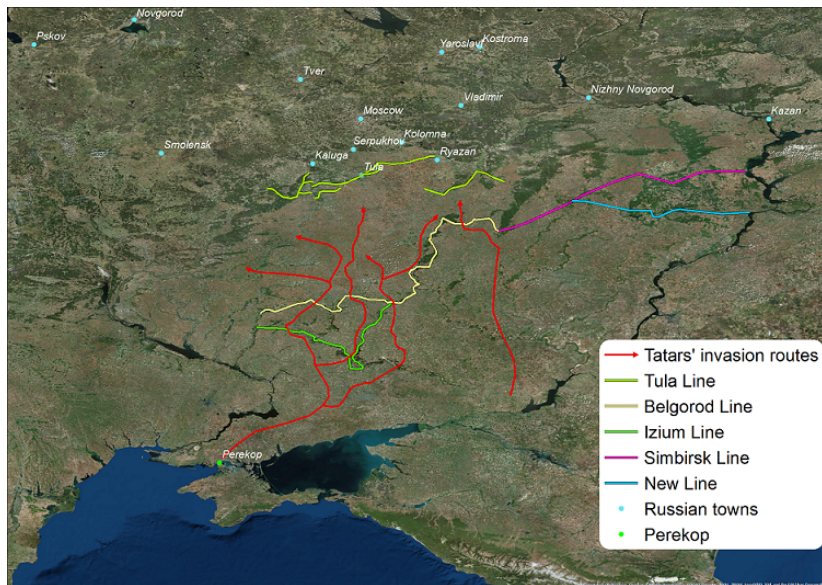 Novgorod
Pskov
Yaroslavl
Kostroma
Tver
Nizhny Novgorod
Vladimir
Moscow
Kazan
Smolensk
Serpukhov
Kolomna
Kaluga
Ryazan
Tula
Perekop
Tatars' invasion routes
Tula Line
Belgorod Line
Izium Line
Simbirsk Line
New Line
Russian towns
Perekop